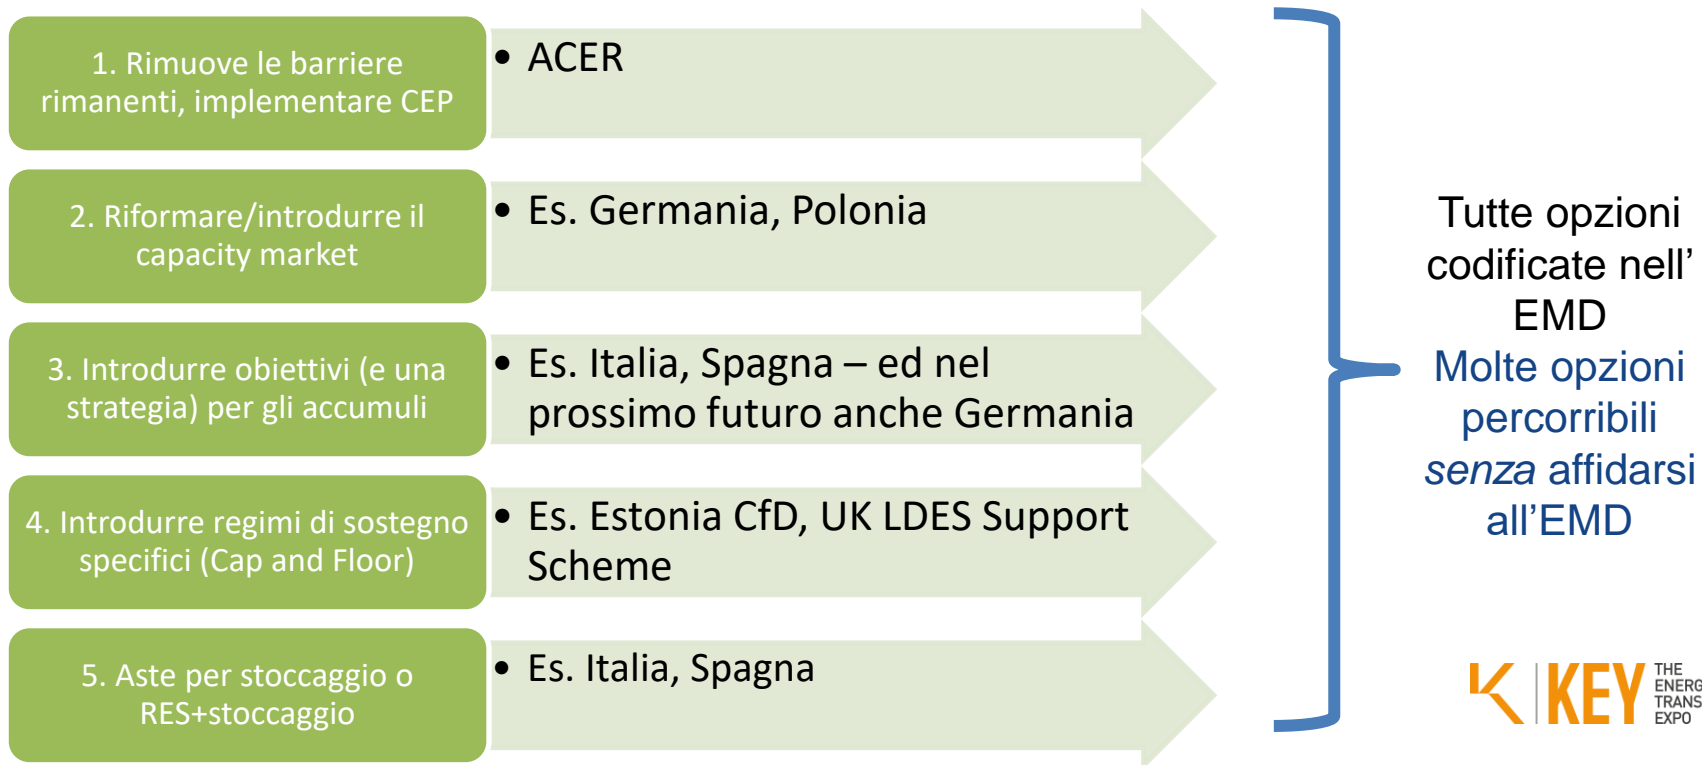 1. Rimuove le barriere
rimanenti, implementare CEP
• ACER
2. Riformare/introdurre il
capacity market
• Es. Germania, Polonia
3. Introdurre obiettivi (e una
strategia) per gli accumuli
• Es. Italia, Spagna – ed nel
prossimo futuro anche Germania
4. Introdurre regimi di sostegno
specifici (Cap and Floor)
• Es. Estonia CfD, UK LDES Support
Scheme
5. Aste per stoccaggio o
RES+stoccaggio
• Es. Italia, Spagna
Tutte opzioni
codificate nell'
EMD
Molte opzioni
percorribili
senza affidarsi
all'EMD
K KEY
THE
ENERG
TRANS
EXPO